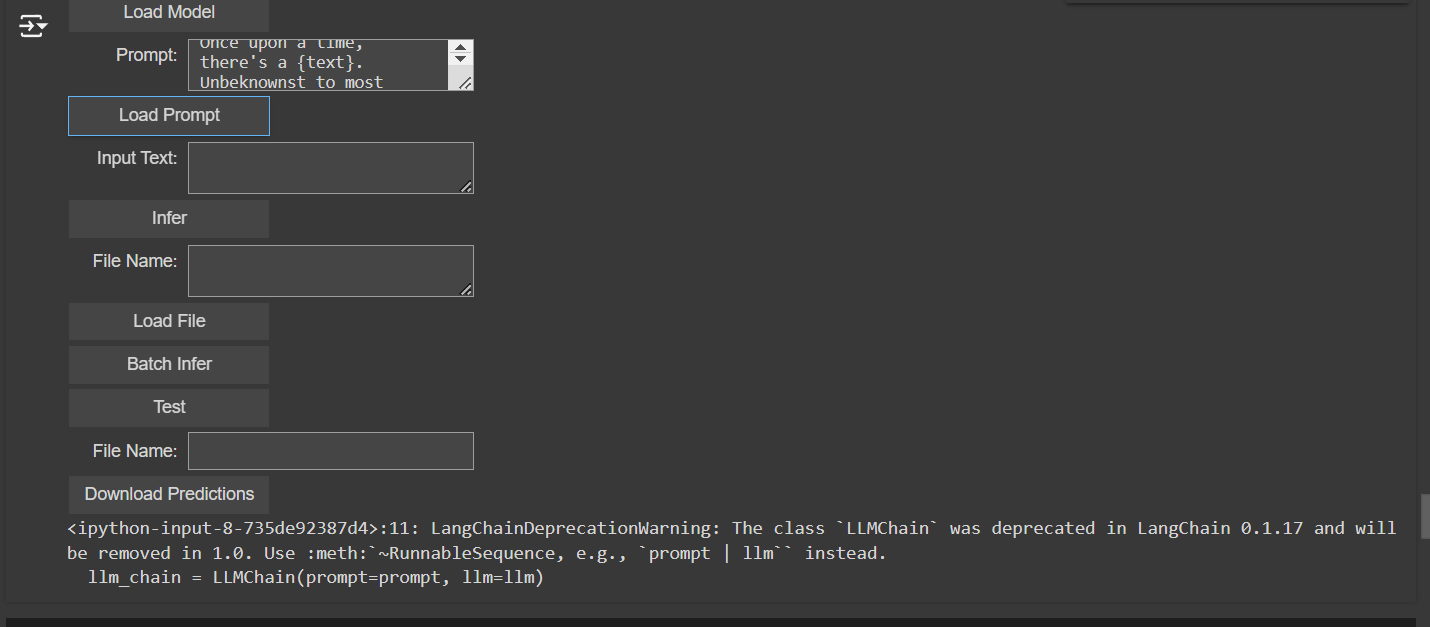 Load Model
Prompt:
Once upon a time,
there's a {text}.
Unbeknownst to most
Load Prompt
Input Text:
Infer
File Name:
Load File
Batch Infer
Test
File Name:
Download Predictions
<ipython-input-8-735de92387d4>:11: LangChainDeprecationWarning: The class `LLMChain` was deprecated in LangChain 0.1.17 and will
be removed in 1.0. Use :meth:`~RunnableSequence, e.g., `prompt | llm`` instead.
llm_chain = LLMChain(prompt=prompt, llm=llm)